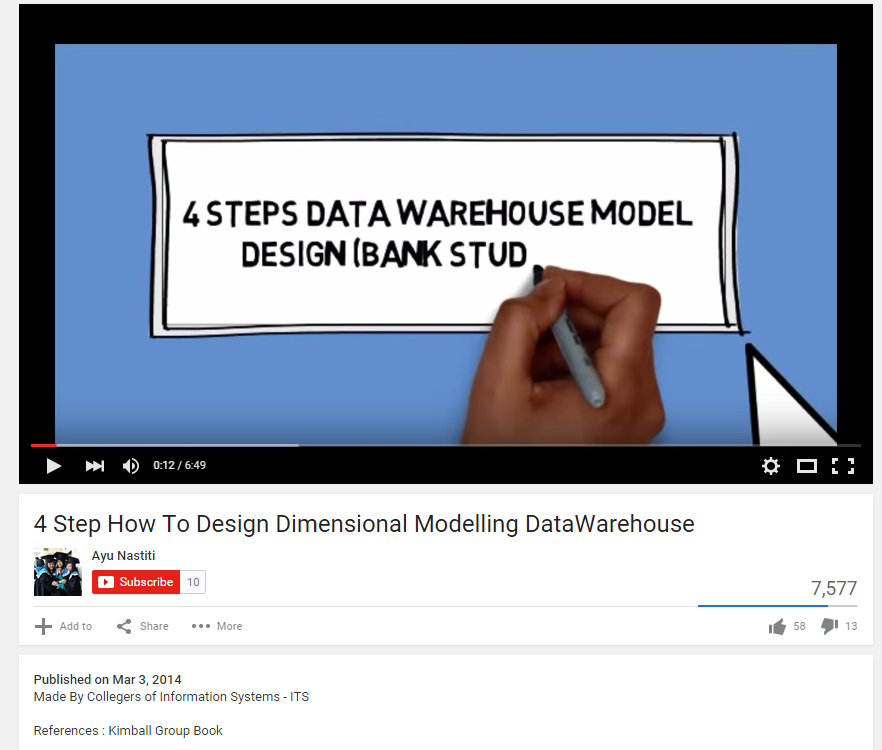 4 STEPS DATA WAREHOUSE MODEL
DESIGN (BANK STUD
0:12 / 6:49
4 Step How To Design Dimensional Modelling DataWarehouse
Ayu Nastiti
Subscribe 10
7,577
Add to Share More 58 13
Published on Mar 3, 2014
Made By Collegers of Information Systems - ITS
References : Kimball Group Book